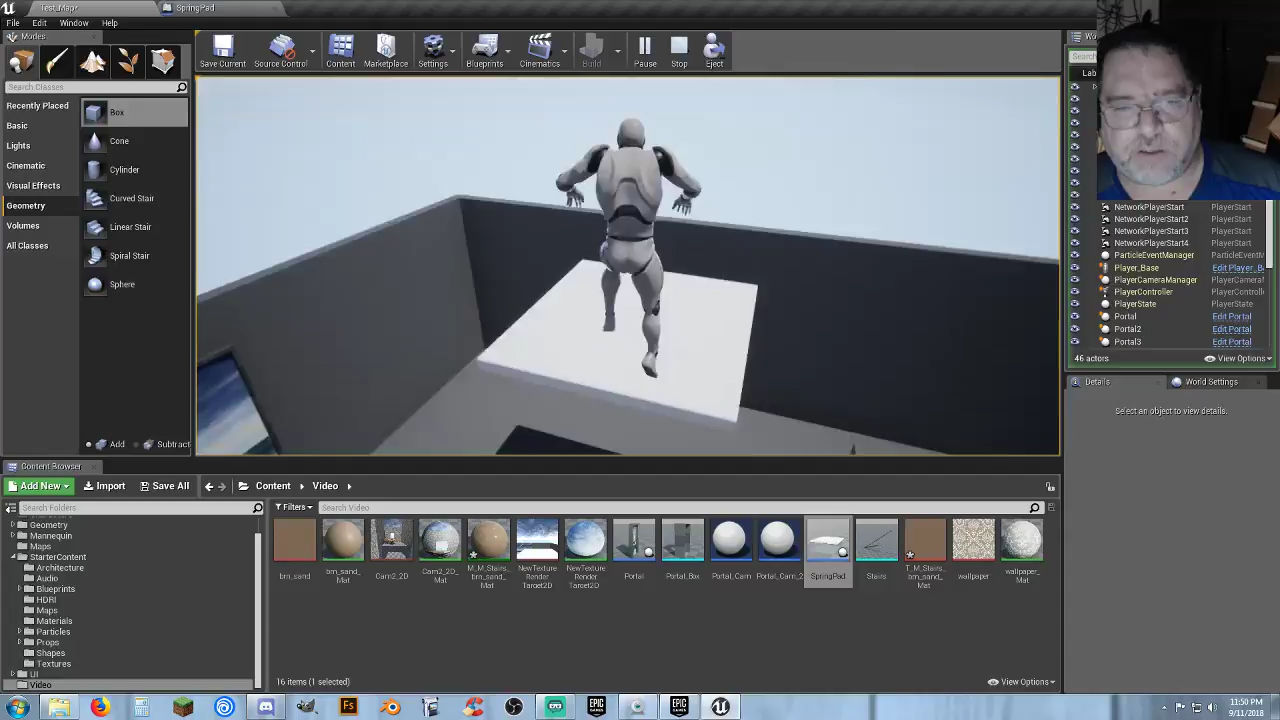 Test_Map*
SpringPad
File Edit Window Help
Modes
Save Current
Source Control
Content
Marketplace
Settings
Blueprints
Cinematics
Build
Pause
Stop
Eject
Search Classes
Recently Placed
Basic
Lights
Cinematic
Visual Effects
Geometry
Volumes
All Classes
Box
Cone
Cylinder
Curved Stair
Linear Stair
Spiral Stair
Sphere
Add
Subtract
Lab
NetworkPlayerStart PlayerStart
NetworkPlayerStart2 PlayerStart
NetworkPlayerStart3 PlayerStart
NetworkPlayerStart4 PlayerStart
ParticleEventManager ParticleEventM
Player_Base Edit Player_B
PlayerCameraManager PlayerCamera
PlayerController PlayerControll
PlayerState PlayerState
Portal Edit Portal
Portal2 Edit Portal
Portal3 Edit Portal
46 actors
View Options
Details
World Settings
Select an object to view details.
Content Browser
Add New Import Save All Content Video
Search Folders
Filters
Search Video
Geometry
Mannequin
Maps
StarterContent
Architecture
Audio
Blueprints
HDRI
Maps
Materials
Particles
Props
Shapes
Textures
UI
Video
brn_sand
brn_sand_Mat
Cam2_2D
Cam2_2D_Mat
M_M_Stairs_brn_sand_Mat
NewTexture Render Target2D
NewTexture Render Target2D
Portal
Portal_Box
Portal_Cam
Portal_Cam_2
SpringPad
Stairs
T_M_Stairs_brn_sand_Mat
wallpaper
wallpaper_Mat
16 items (1 selected)
View Options
11:50 PM
9/11/2018